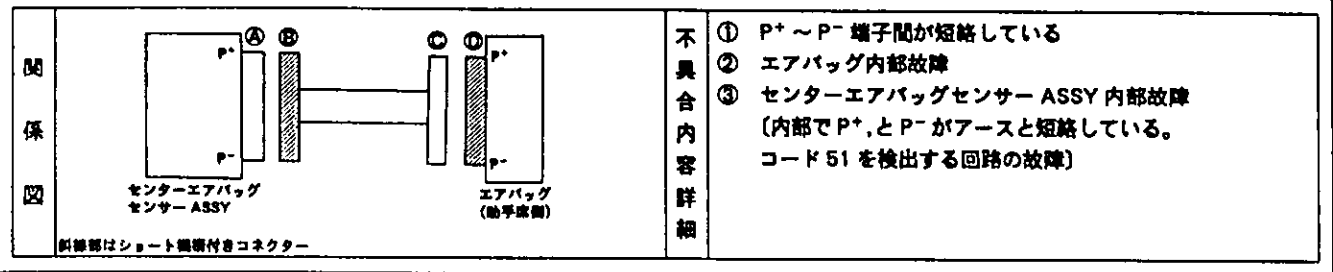 関係図
Ⓐ Ⓑ Ⓒ Ⓓ
P⁺ P⁺
P⁻ P⁻
センターエアバッグ
センサー ASSY
エアバッグ
(助手席側)
斜線部はショート機構付きコネクター
不具合内容詳細
① P⁺ ~ P⁻ 端子間が短絡している
② エアバッグ内部故障
③ センターエアバッグセンサー ASSY 内部故障
〔内部で P⁺,と P⁻ がアースと短絡している。
コード 51 を検出する回路の故障〕